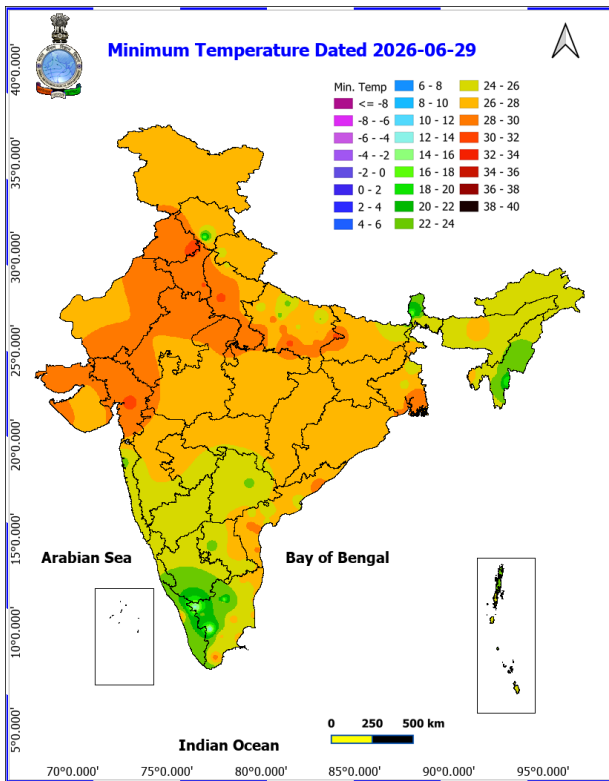 Minimum Temperature Dated 2026-06-29
Min. Temp
<= -8
-8 - -6
-6 - -4
-4 - -2
-2 - 0
0 - 2
2 - 4
4 - 6
6 - 8
8 - 10
10 - 12
12 - 14
14 - 16
16 - 18
18 - 20
20 - 22
22 - 24
24 - 26
26 - 28
28 - 30
30 - 32
32 - 34
34 - 36
36 - 38
38 - 40
40°0.000'
35°0.000'
30°0.000'
25°0.000'
20°0.000'
15°0.000'
10°0.000'
5°0.000'
Arabian Sea
Bay of Bengal
0 250 500 km
Indian Ocean
70°0.000' 75°0.000' 80°0.000' 85°0.000' 90°0.000' 95°0.000'